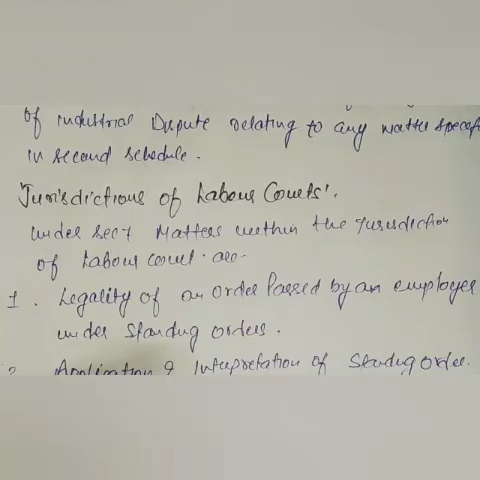 of industrial Dispute relating to any matter specif
in second schedule.
'Jurisdictions of Labour Courts'.
under sec 7 Matters within the Jurisdiction
of Labour court are-
1. Legality of an order Passed by an employer
under standing orders.
2. Application & Interpretation of Standing order.